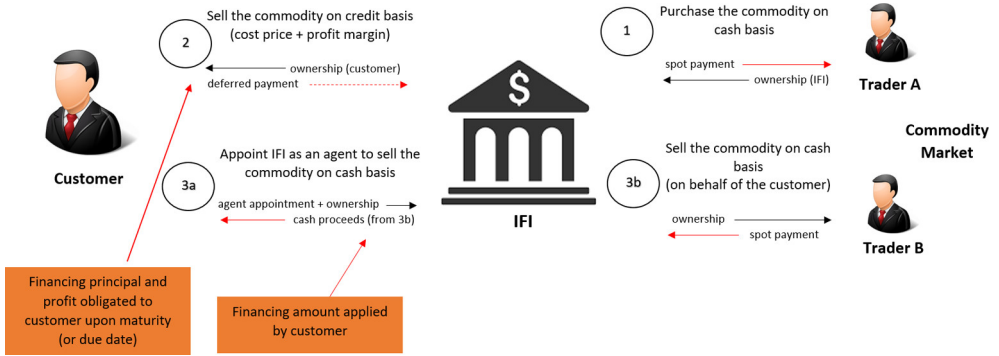 2
Sell the commodity on credit basis
(cost price + profit margin)
ownership (customer)
deferred payment
Customer
3a
Appoint IFI as an agent to sell the
commodity on cash basis
agent appointment + ownership
cash proceeds (from 3b)
Financing principal and
profit obligated to
customer upon maturity
(or due date)
Financing amount applied
by customer
$
IFI
1
Purchase the commodity on
cash basis
spot payment
ownership (IFI)
Trader A
Commodity
Market
3b
Sell the commodity on cash
basis
(on behalf of the customer)
ownership
spot payment
Trader B